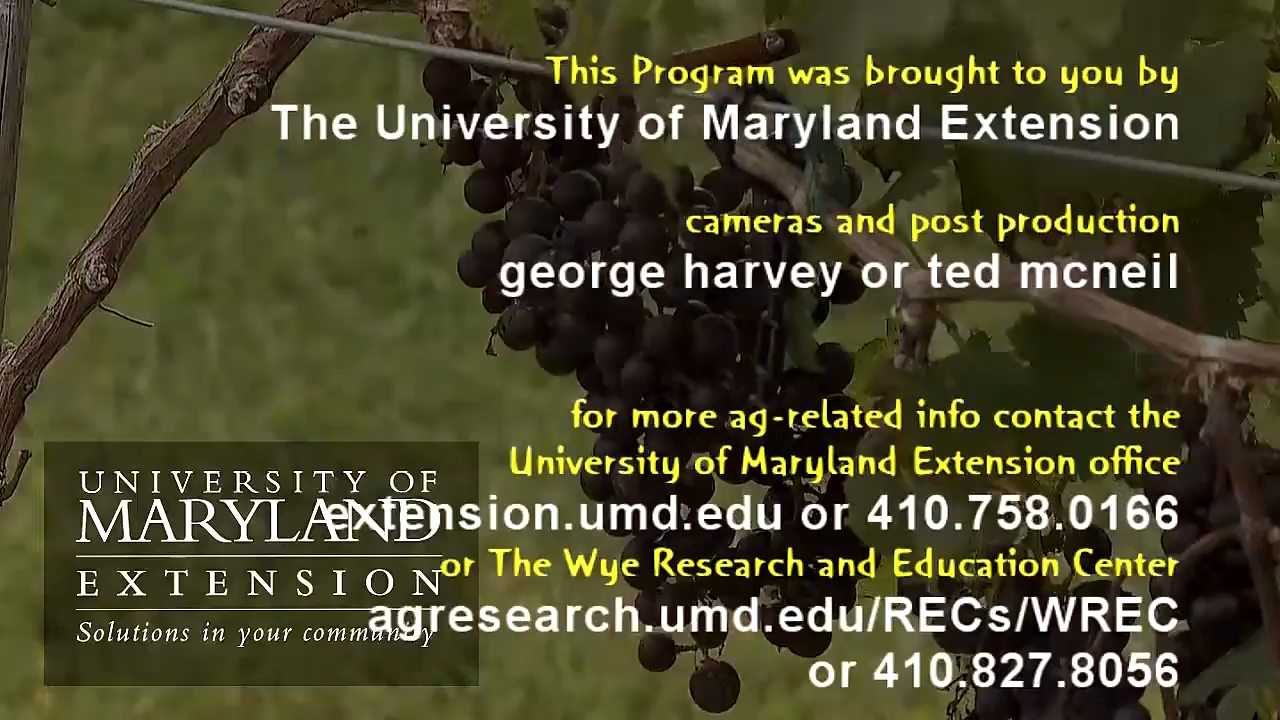 This Program was brought to you by
The University of Maryland Extension
cameras and post production
george harvey or ted mcneil
for more ag-related info contact the
University of Maryland Extension office
extension.umd.edu or 410.758.0166
or The Wye Research and Education Center
agresearch.umd.edu/RECs/WREC
or 410.827.8056
UNIVERSITY OF
MARYLAND
EXTENSION
Solutions in your community